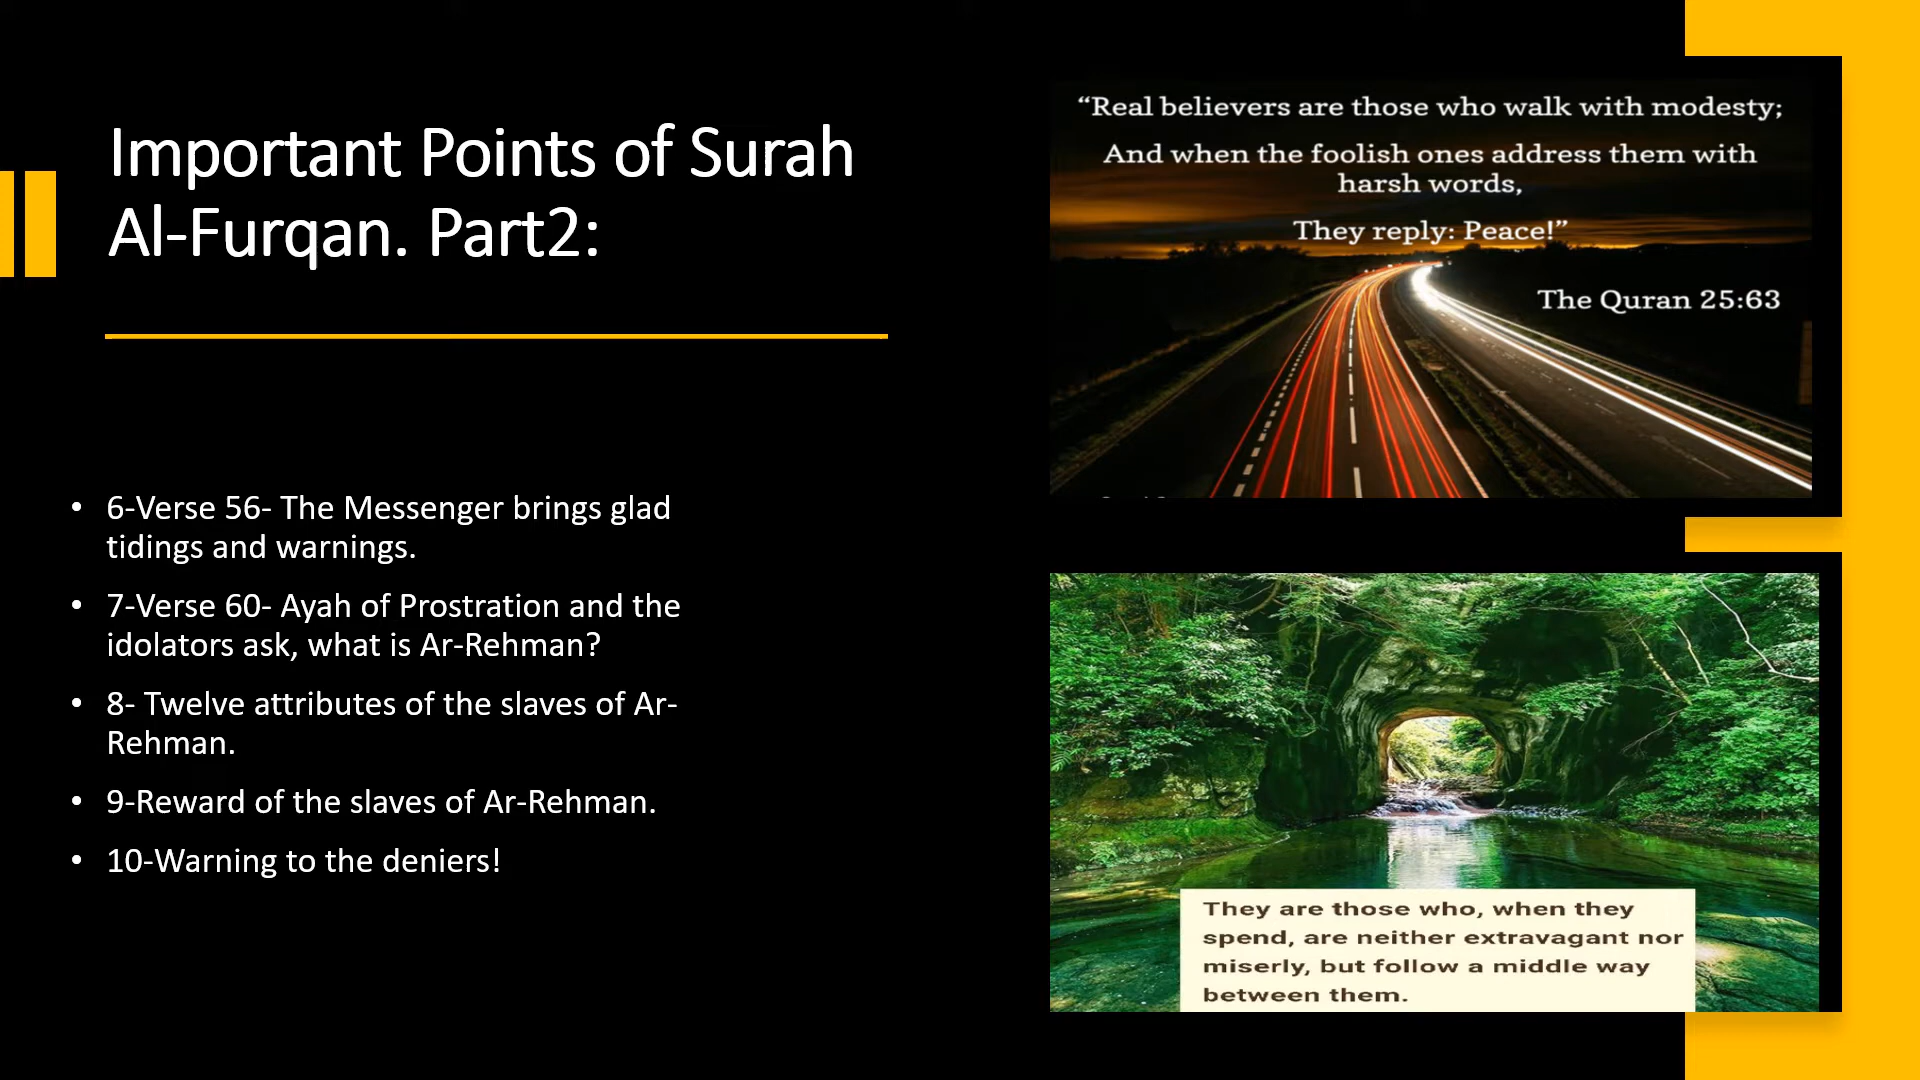 Important Points of Surah
Al-Furqan. Part2:
• 6-Verse 56- The Messenger brings glad
tidings and warnings.
• 7-Verse 60- Ayah of Prostration and the
idolators ask, what is Ar-Rehman?
• 8- Twelve attributes of the slaves of Ar-
Rehman.
• 9-Reward of the slaves of Ar-Rehman.
• 10-Warning to the deniers!
“Real believers are those who walk with modesty;
And when the foolish ones address them with
harsh words,
They reply: Peace!”
The Quran 25:63
They are those who, when they
spend, are neither extravagant nor
miserly, but follow a middle way
between them.